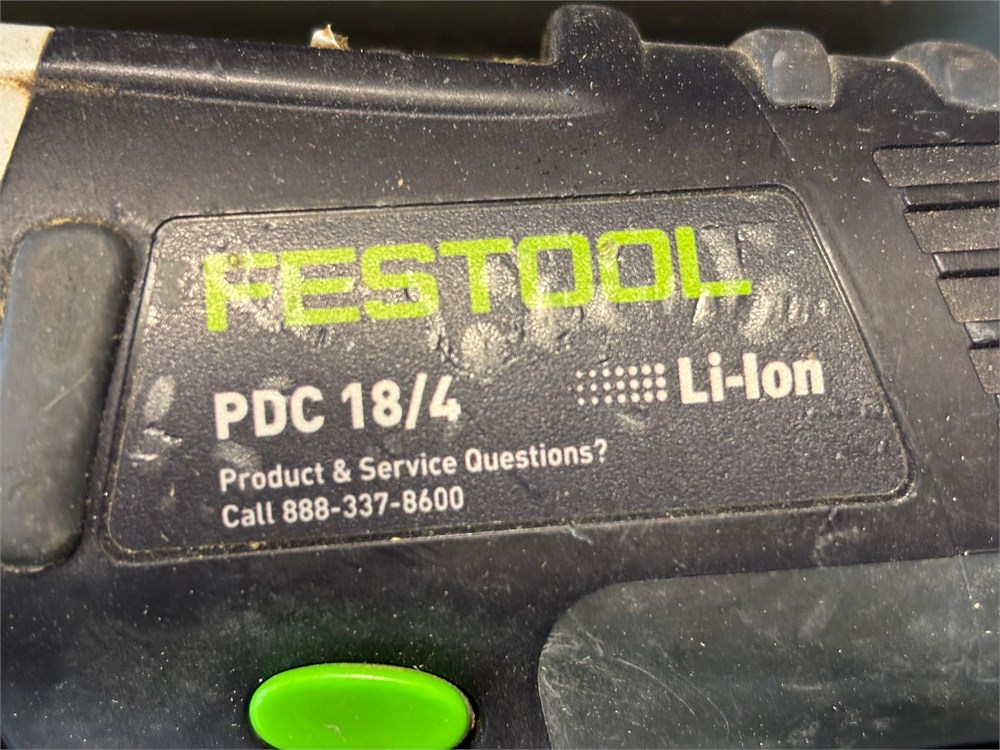 FESTOOL
PDC 18/4
Li-Ion
Product & Service Questions?
Call 888-337-8600